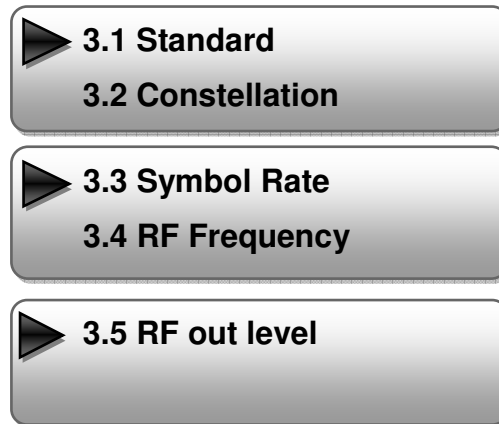 3.1 Standard
3.2 Constellation
3.3 Symbol Rate
3.4 RF Frequency
3.5 RF out level